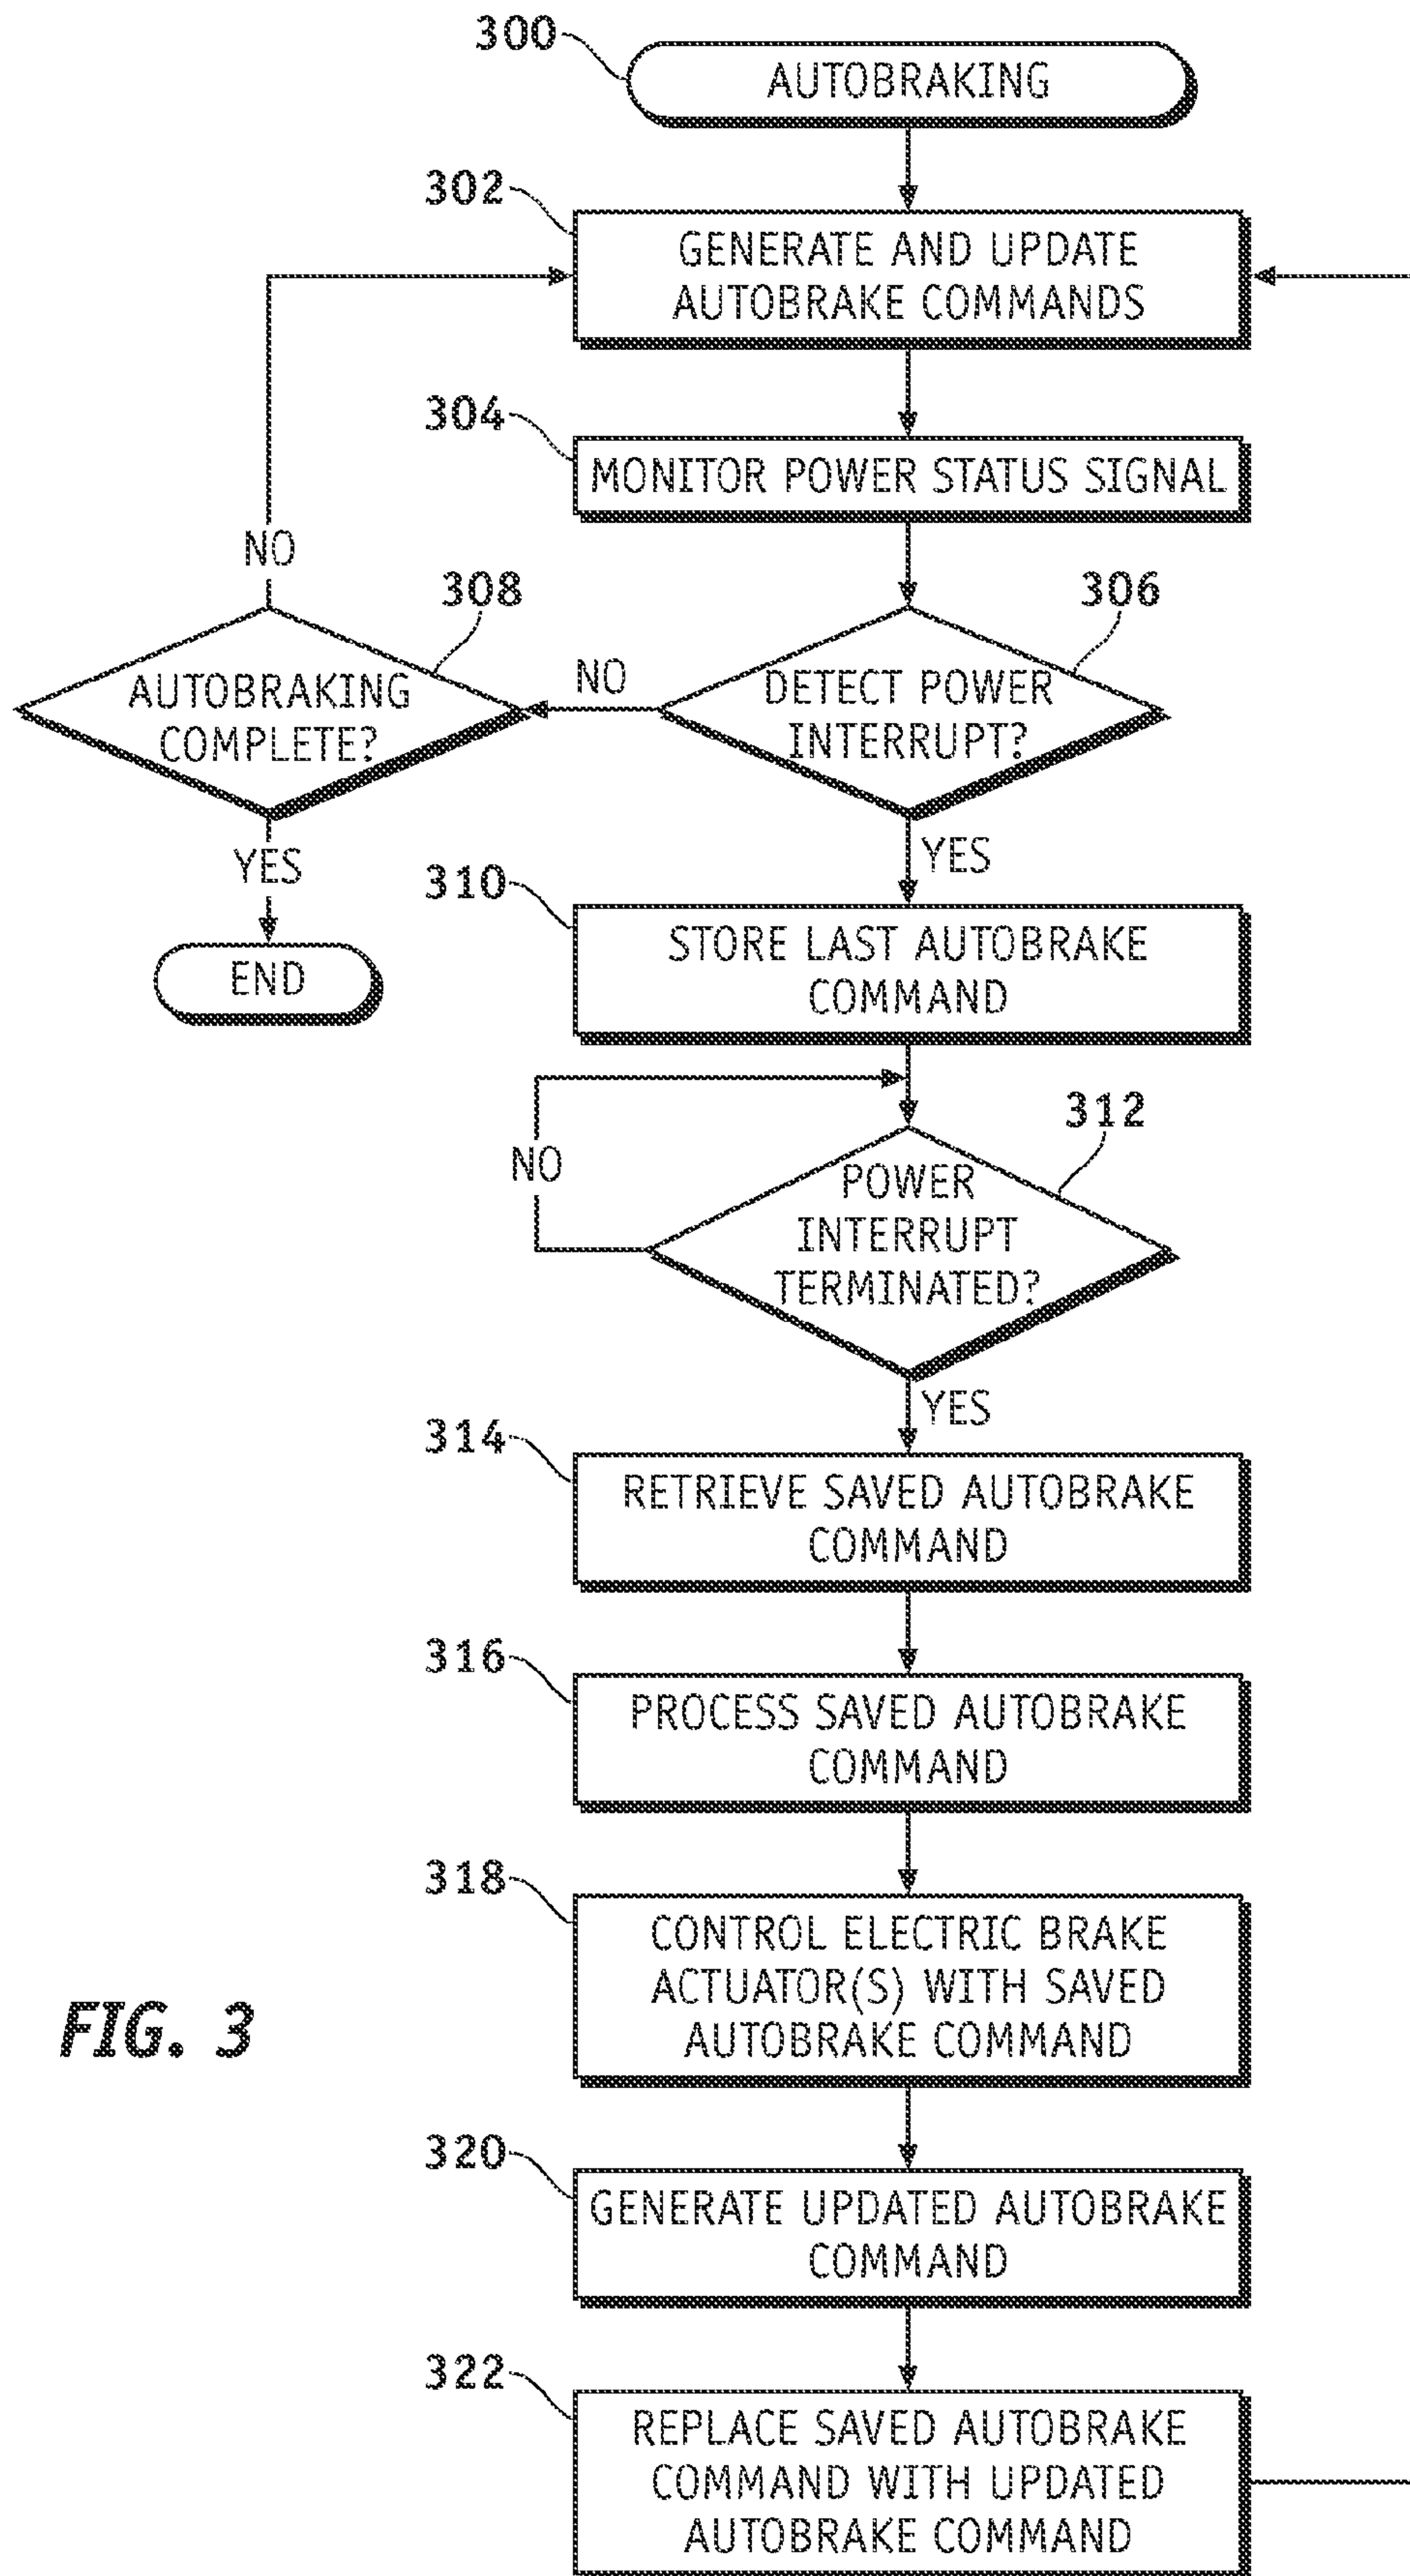 300
AUTOBRAKING
302
GENERATE AND UPDATE
AUTOBRAKE COMMANDS
304
MONITOR POWER STATUS SIGNAL
NO
308
306
AUTOBRAKING
COMPLETE?
NO
DETECT POWER
INTERRUPT?
YES
YES
END
310
STORE LAST AUTOBRAKE
COMMAND
312
NO
POWER
INTERRUPT
TERMINATED?
YES
314
RETRIEVE SAVED AUTOBRAKE
COMMAND
316
PROCESS SAVED AUTOBRAKE
COMMAND
318
CONTROL ELECTRIC BRAKE
ACTUATOR(S) WITH SAVED
AUTOBRAKE COMMAND
FIG. 3
320
GENERATE UPDATED AUTOBRAKE
COMMAND
322
REPLACE SAVED AUTOBRAKE
COMMAND WITH UPDATED
AUTOBRAKE COMMAND